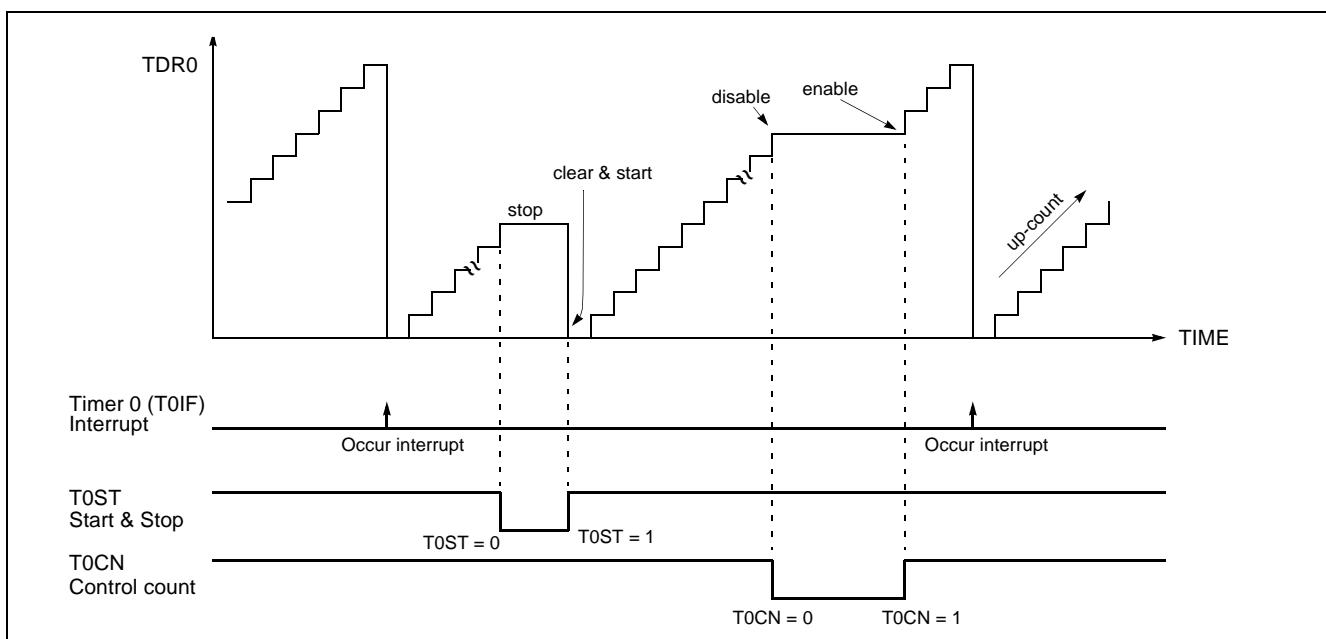 TDR0
disable
enable
clear & start
stop
up-count
TIME
Timer 0 (T0IF)
Interrupt
Occur interrupt
Occur interrupt
T0ST
Start & Stop
T0ST = 0
T0ST = 1
T0CN
Control count
T0CN = 0
T0CN = 1